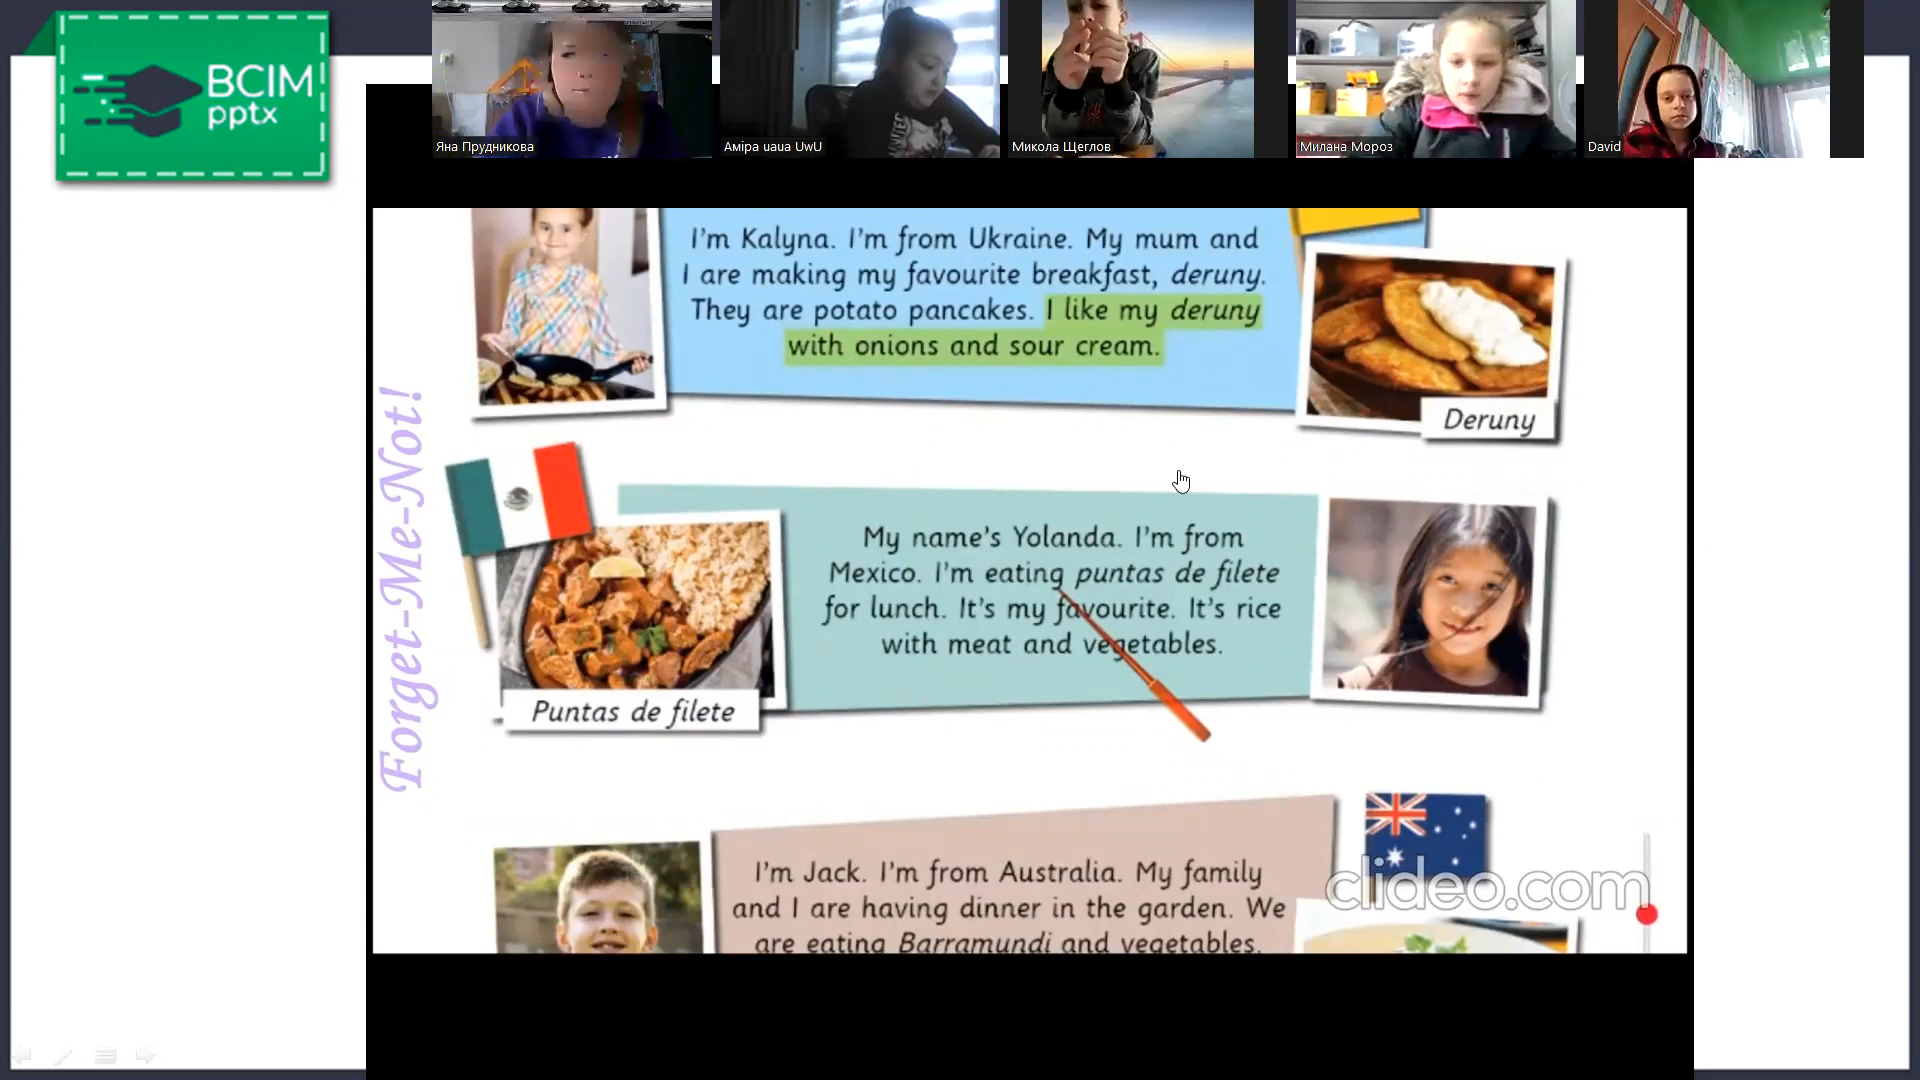 ВСІМ
pptx
Яна Прудникова
Аміра uaua UwU
Микола Щеглов
Милана Мороз
David
I'm Kalyna. I'm from Ukraine. My mum and
I are making my favourite breakfast, deruny.
They are potato pancakes. I like my deruny
with onions and sour cream.
Deruny
Forget-Me-Not!
My name's Yolanda. I'm from
Mexico. I'm eating puntas de filete
for lunch. It's my favourite. It's rice
with meat and vegetables.
Puntas de filete
I'm Jack. I'm from Australia. My family
and I are having dinner in the garden. We
are eating Barramundi and vegetables.
clideo.com